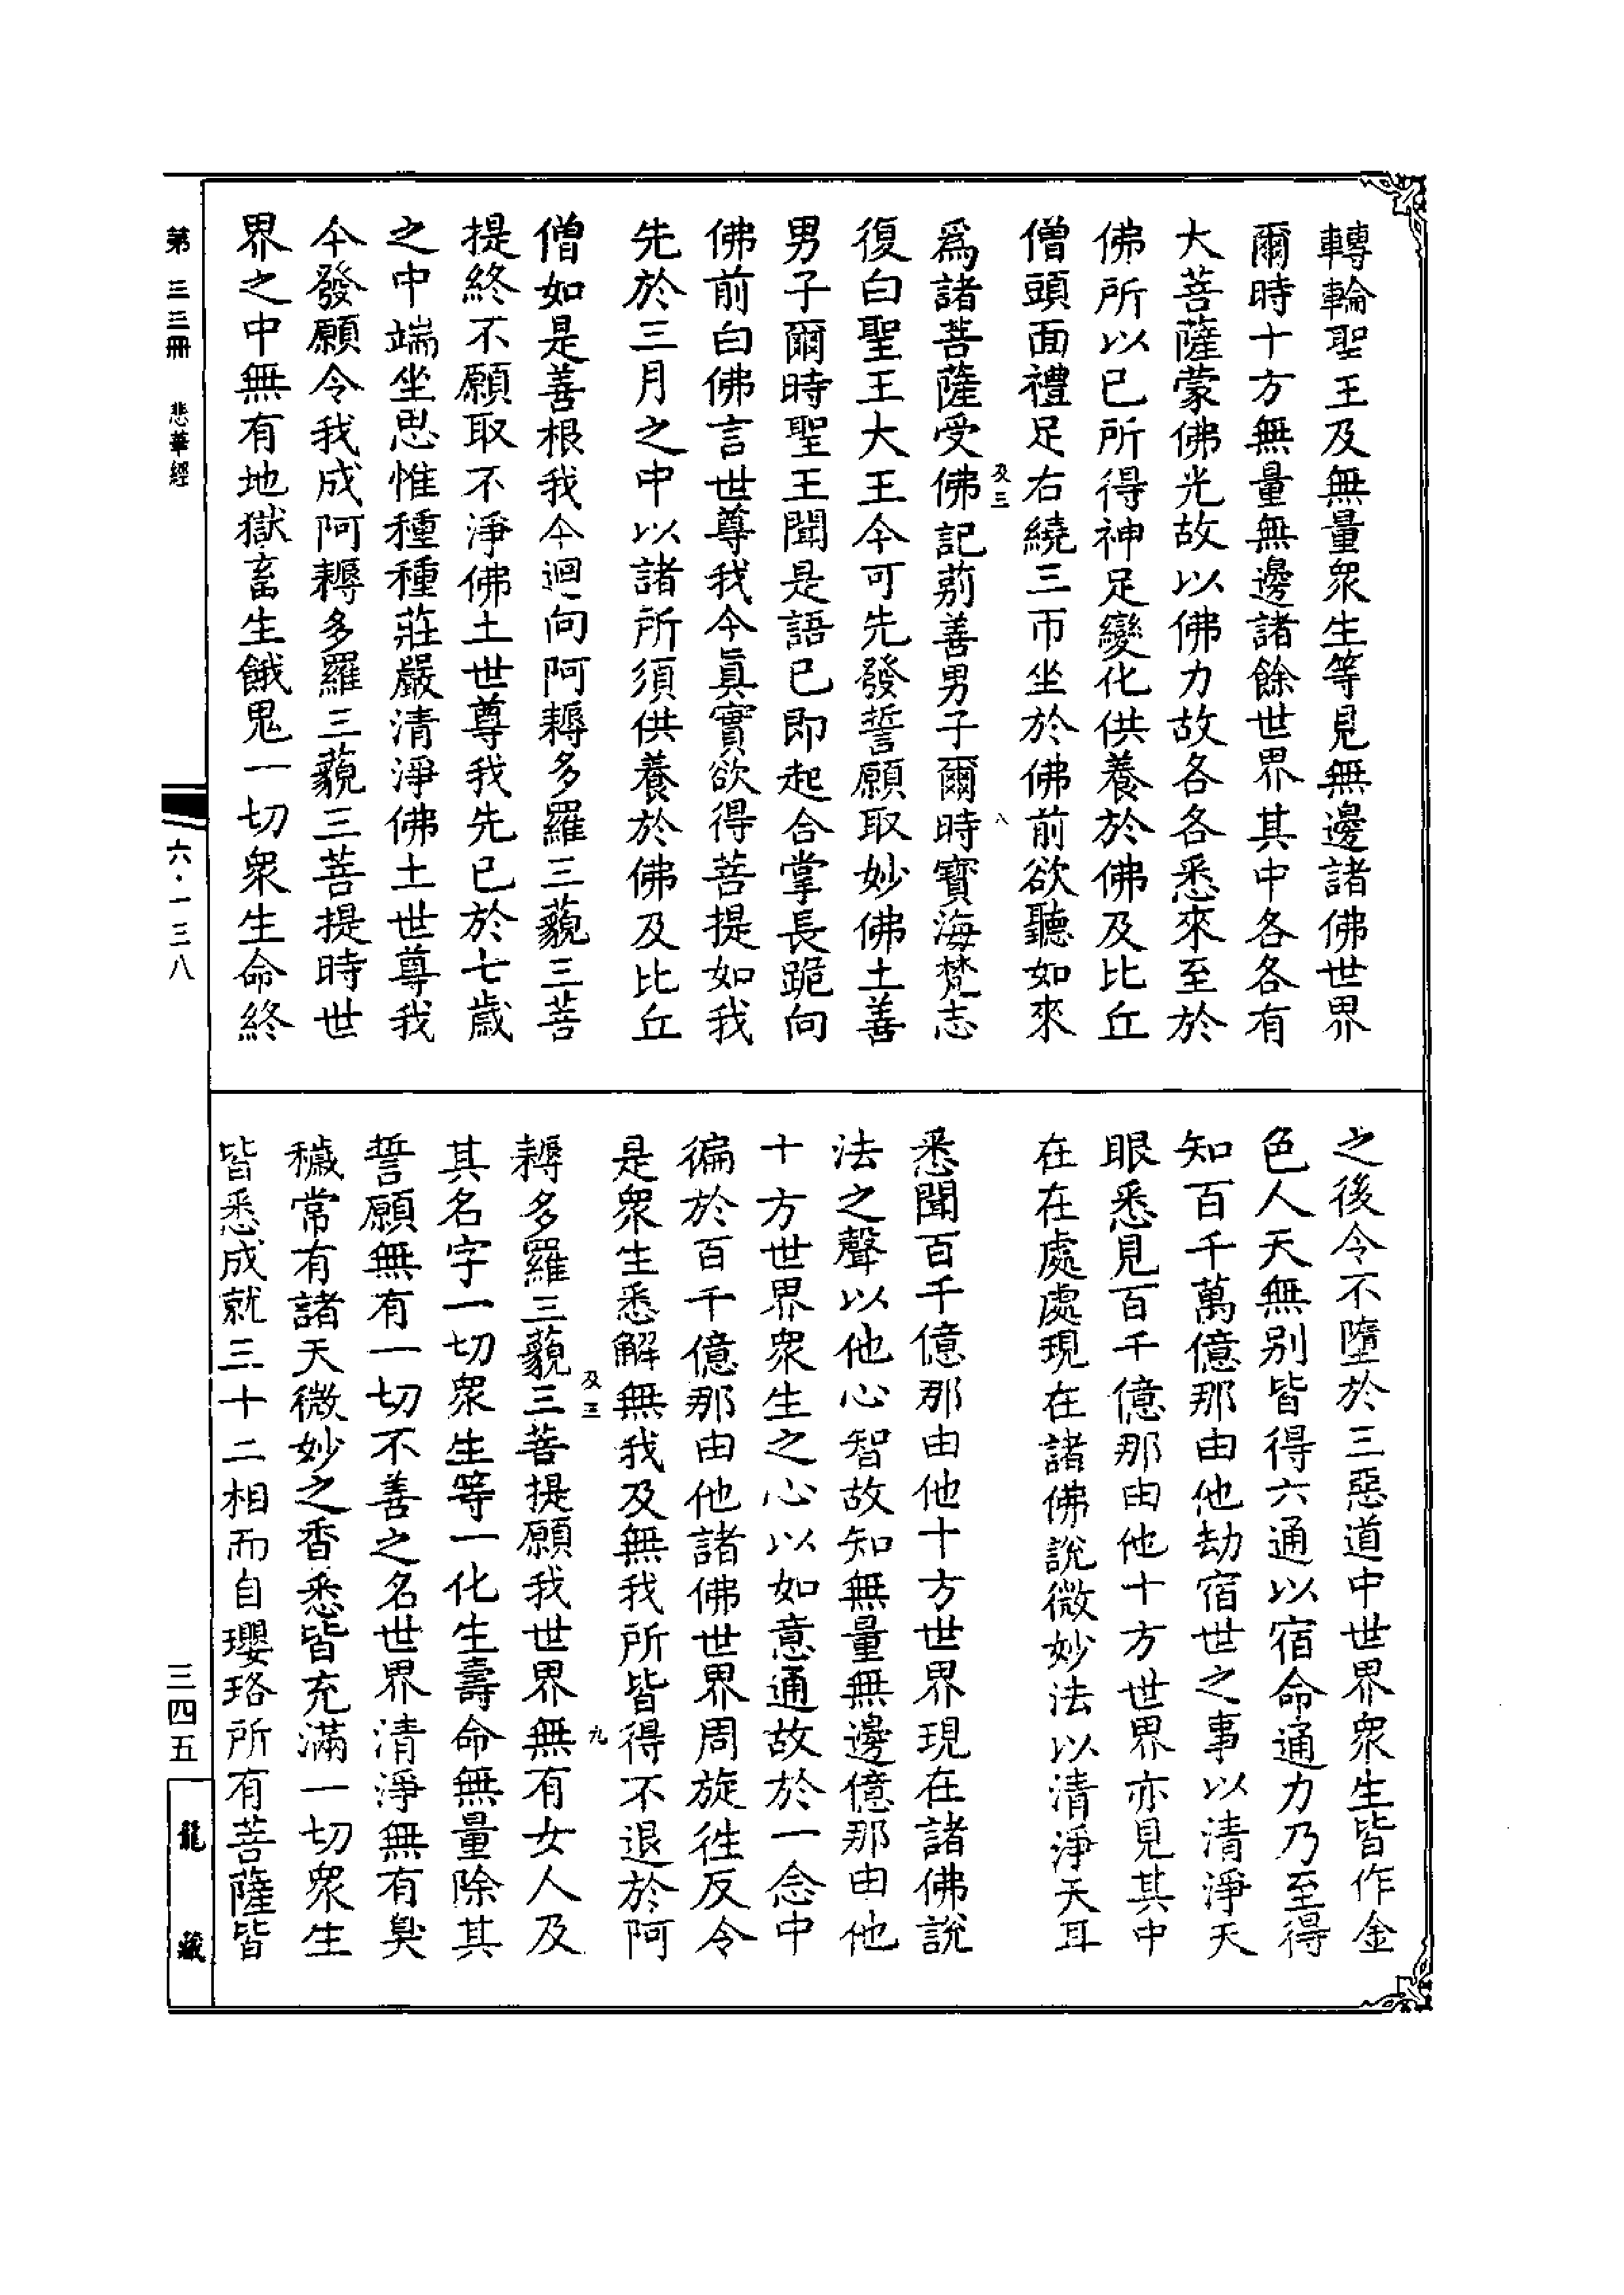 轉輪聖王及無量衆生等見無邊諸佛世界
爾時十方無量無邊諸餘世界其中各各有
大菩薩蒙佛光故以佛力故各各悉來至於
佛所以已所得神足變化供養於佛及比丘
僧頭面禮足右繞三帀坐於佛前欲聽如來
及三 八
爲諸菩薩受佛記莂善男子爾時寶海梵志
復白聖王大王今可先發誓願取妙佛土善
男子爾時聖王聞是語已即起合掌長跪向
佛前白佛言世尊我今眞實欲得菩提如我
先於三月之中以諸所須供養於佛及比丘
僧如是善根我今迴向阿耨多羅三藐三菩
提終不願取不淨佛土世尊我先已於七歲
之中端坐思惟種種莊嚴清淨佛土世尊我
今發願令我成阿耨多羅三藐三菩提時世
界之中無有地獄畜生餓鬼一切衆生命終
之後令不墮於三惡道中世界衆生皆作金
色人天無別皆得六通以宿命通力乃至得
知百千萬億那由他劫宿世之事以清淨天
眼悉見百千億那由他十方世界亦見其中
在在處處現在諸佛說微妙法以清淨天耳
悉聞百千億那由他十方世界現在諸佛說
法之聲以他心智故知無量無邊億那由他
十方世界衆生之心以如意通故於一念中
徧於百千億那由他諸佛世界周旋徃反令
是衆生悉解無我及無我所皆得不退於阿
及三 九
耨多羅三藐三菩提願我世界無有女人及
其名字一切衆生等一化生壽命無量除其
誓願無有一切不善之名世界清淨無有臭
穢常有諸天微妙之香悉皆充滿一切衆生
皆悉成就三十二相而自瓔珞所有菩薩皆
第三三冊 悲華經
六·一三八
三四五
龍藏